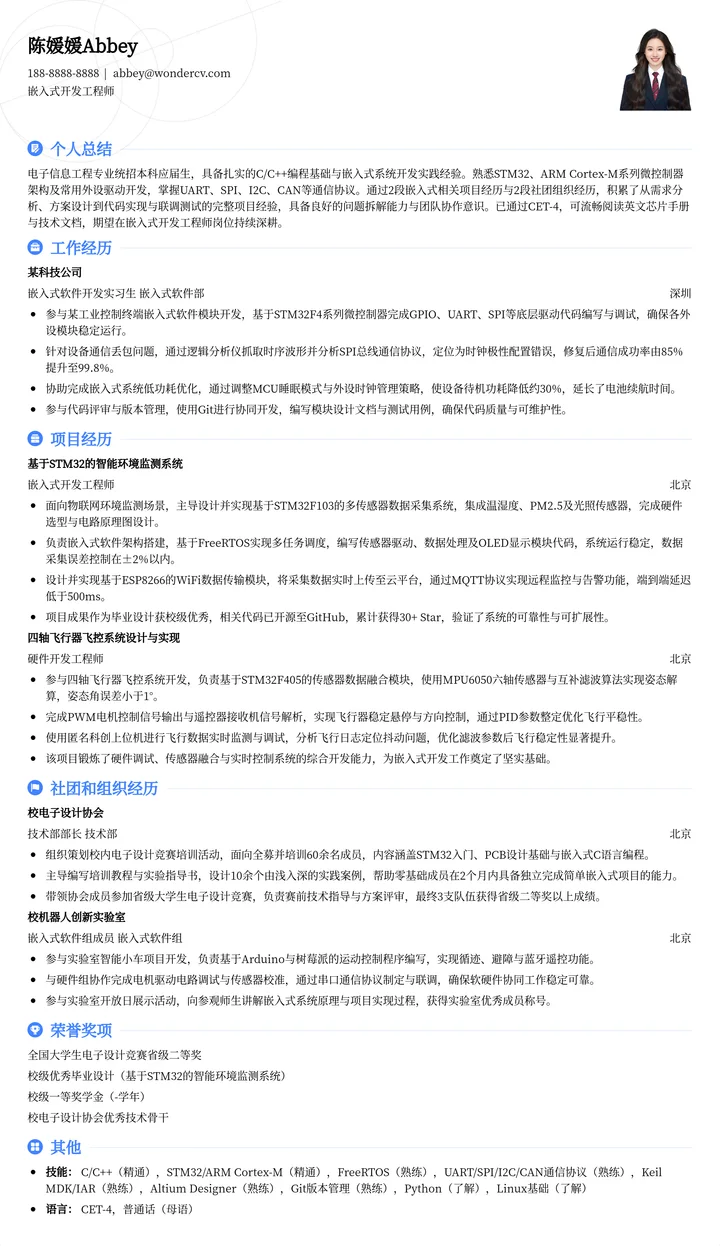 陈媛媛Abbey
188-8888-8888 | abbey@wondercv.com
嵌入式开发工程师
个人总结
电子信息工程专业统招本科应届生，具备扎实的C/C++编程基础与嵌入式系统开发实践经验。熟悉STM32、ARM Cortex-M系列微控制器
架构及常用外设驱动开发，掌握UART、SPI、I2C、CAN等通信协议。通过2段嵌入式相关项目经历与2段社团组织经历，积累了从需求分
析、方案设计到代码实现与联调测试的完整项目经验，具备良好的问题拆解能力与团队协作意识。已通过CET-4，可流畅阅读英文芯片手册
与技术文档，期望在嵌入式开发工程师岗位持续深耕。
工作经历
某科技公司
嵌入式软件开发实习生 嵌入式软件部 深圳
• 参与某工业控制终端嵌入式软件模块开发，基于STM32F4系列微控制器完成GPIO、UART、SPI等底层驱动代码编写与调试，确保各外
设模块稳定运行。
• 针对设备通信丢包问题，通过逻辑分析仪抓取时序波形并分析SPI总线通信协议，定位为时钟极性配置错误，修复后通信成功率由85%
提升至99.8%。
• 协助完成嵌入式系统低功耗优化，通过调整MCU睡眠模式与外设时钟管理策略，使设备待机功耗降低约30%，延长了电池续航时间。
• 参与代码评审与版本管理，使用Git进行协同开发，编写模块设计文档与测试用例，确保代码质量与可维护性。
项目经历
基于STM32的智能环境监测系统
嵌入式开发工程师 北京
• 面向物联网环境监测场景，主导设计并实现基于STM32F103的多传感器数据采集系统，集成温湿度、PM2.5及光照传感器，完成硬件
选型与电路原理图设计。
• 负责嵌入式软件架构搭建，基于FreeRTOS实现多任务调度，编写传感器驱动、数据处理及OLED显示模块代码，系统运行稳定，数据
采集误差控制在±2%以内。
• 设计并实现基于ESP8266的WiFi数据传输模块，将采集数据实时上传至云平台，通过MQTT协议实现远程监控与告警功能，端到端延迟
低于500ms。
• 项目成果作为毕业设计获校级优秀，相关代码已开源至GitHub，累计获得30+ Star，验证了系统的可靠性与可扩展性。
四轴飞行器飞控系统设计与实现
硬件开发工程师 北京
• 参与四轴飞行器飞控系统开发，负责基于STM32F405的传感器数据融合模块，使用MPU6050六轴传感器与互补滤波算法实现姿态解
算，姿态角误差小于1°。
• 完成PWM电机控制信号输出与遥控器接收机信号解析，实现飞行器稳定悬停与方向控制，通过PID参数整定优化飞行平稳性。
• 使用匿名科创上位机进行飞行数据实时监测与调试，分析飞行日志定位抖动问题，优化滤波参数后飞行稳定性显著提升。
• 该项目锻炼了硬件调试、传感器融合与实时控制系统的综合开发能力，为嵌入式开发工作奠定了坚实基础。
社团和组织经历
校电子设计协会
技术部部长 技术部 北京
• 组织策划校内电子设计竞赛培训活动，面向全募并培训60余名成员，内容涵盖STM32入门、PCB设计基础与嵌入式C语言编程。
• 主导编写培训教程与实验指导书，设计10余个由浅入深的实践案例，帮助零基础成员在2个月内具备独立完成简单嵌入式项目的能力。
• 带领协会成员参加省级大学生电子设计竞赛，负责赛前技术指导与方案评审，最终3支队伍获得省级二等奖以上成绩。
校机器人创新实验室
嵌入式软件组成员 嵌入式软件组 北京
• 参与实验室智能小车项目开发，负责基于Arduino与树莓派的运动控制程序编写，实现循迹、避障与蓝牙遥控功能。
• 与硬件组协作完成电机驱动电路调试与传感器校准，通过串口通信协议制定与联调，确保软硬件协同工作稳定可靠。
• 参与实验室开放日展示活动，向参观师生讲解嵌入式系统原理与项目实现过程，获得实验室优秀成员称号。
荣誉奖项
全国大学生电子设计竞赛省级二等奖
校级优秀毕业设计（基于STM32的智能环境监测系统）
校级一等奖学金（-学年）
校电子设计协会优秀技术骨干
其他
• 技能： C/C++（精通）, STM32/ARM Cortex-M（精通）, FreeRTOS（熟练）, UART/SPI/I2C/CAN通信协议（熟练）, Keil
MDK/IAR（熟练）, Altium Designer（熟练）, Git版本管理（熟练）, Python（了解）, Linux基础（了解）
• 语言： CET-4，普通话（母语）